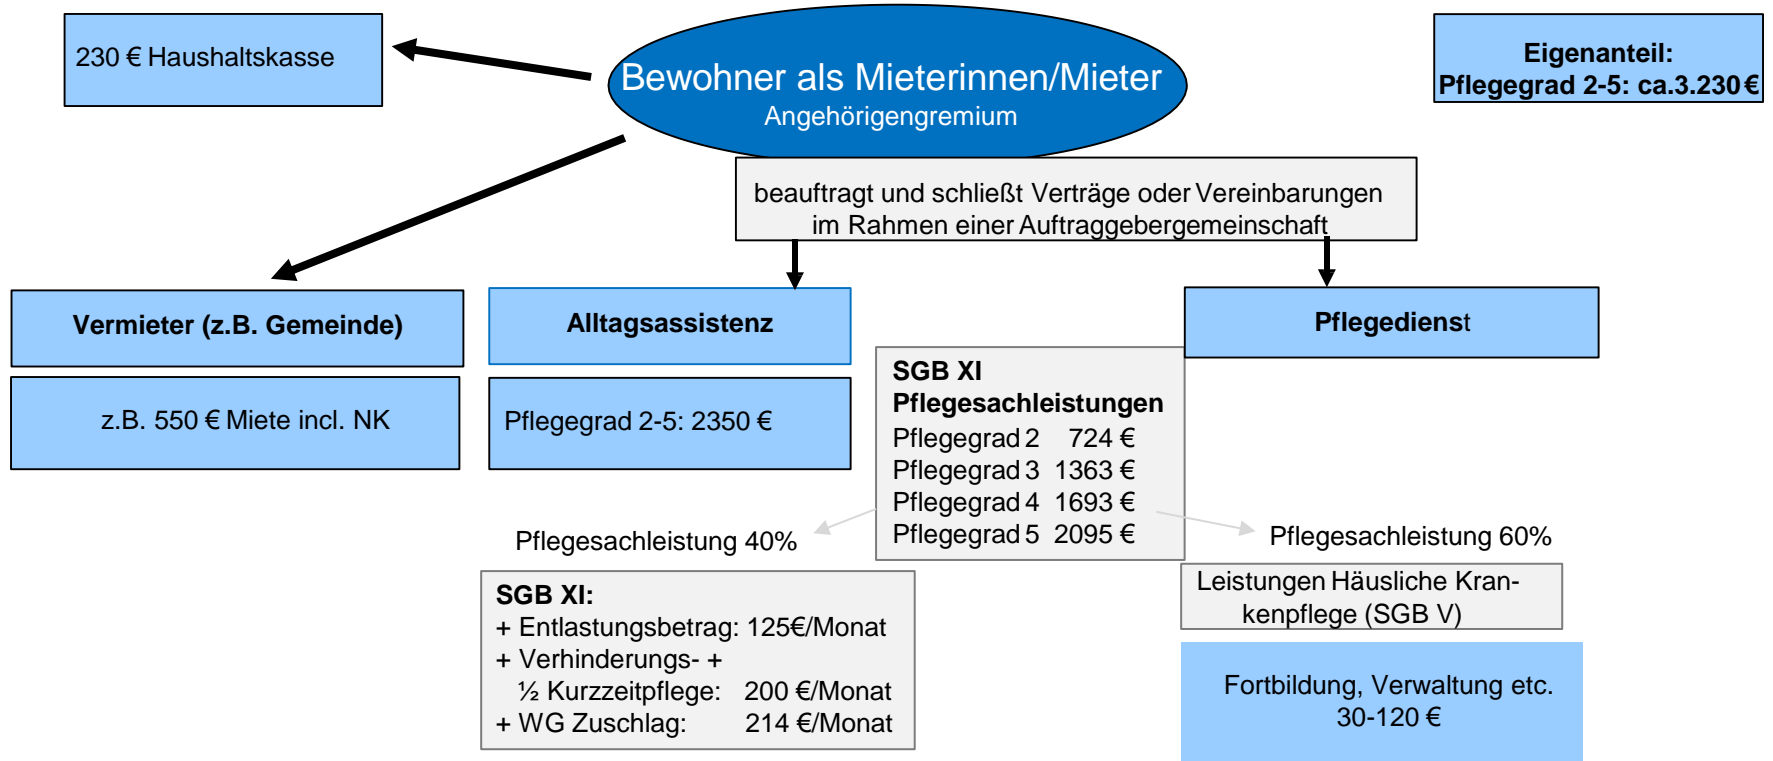 230 € Haushaltskasse
Bewohner als Mieterinnen/Mieter
Angehörigengremium
Eigenanteil:
Pflegegrad 2-5: ca.3.230 €
beauftragt und schließt Verträge oder Vereinbarungen
im Rahmen einer Auftraggebergemeinschaft
Vermieter (z.B. Gemeinde)
z.B. 550 € Miete incl. NK
Alltagsassistenz
Pflegegrad 2-5: 2350 €
Pflegedienst
SGB XI
Pflegesachleistungen
Pflegegrad 2 724 €
Pflegegrad 3 1363 €
Pflegegrad 4 1693 €
Pflegegrad 5 2095 €
Pflegesachleistung 40%
Pflegesachleistung 60%
SGB XI:
+ Entlastungsbetrag: 125€/Monat
+ Verhinderungs- +
½ Kurzzeitpflege: 200 €/Monat
+ WG Zuschlag: 214 €/Monat
Leistungen Häusliche Kran-
kenpflege (SGB V)
Fortbildung, Verwaltung etc.
30-120 €